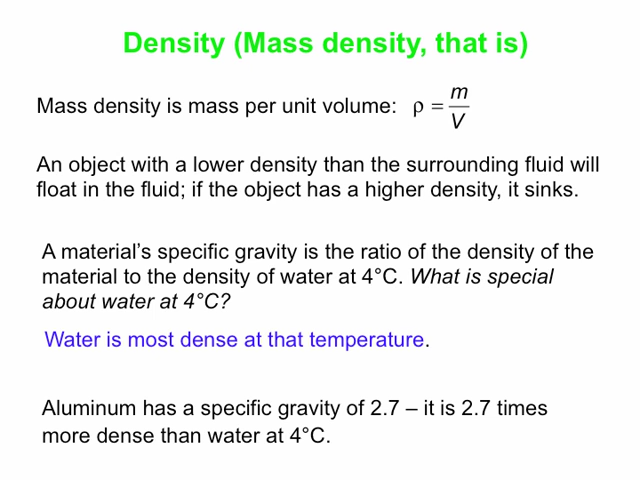 Density (Mass density, that is)
Mass density is mass per unit volume: ρ = m/V
An object with a lower density than the surrounding fluid will
float in the fluid; if the object has a higher density, it sinks.
A material’s specific gravity is the ratio of the density of the
material to the density of water at 4°C. What is special
about water at 4°C?
Water is most dense at that temperature.
Aluminum has a specific gravity of 2.7 – it is 2.7 times
more dense than water at 4°C.